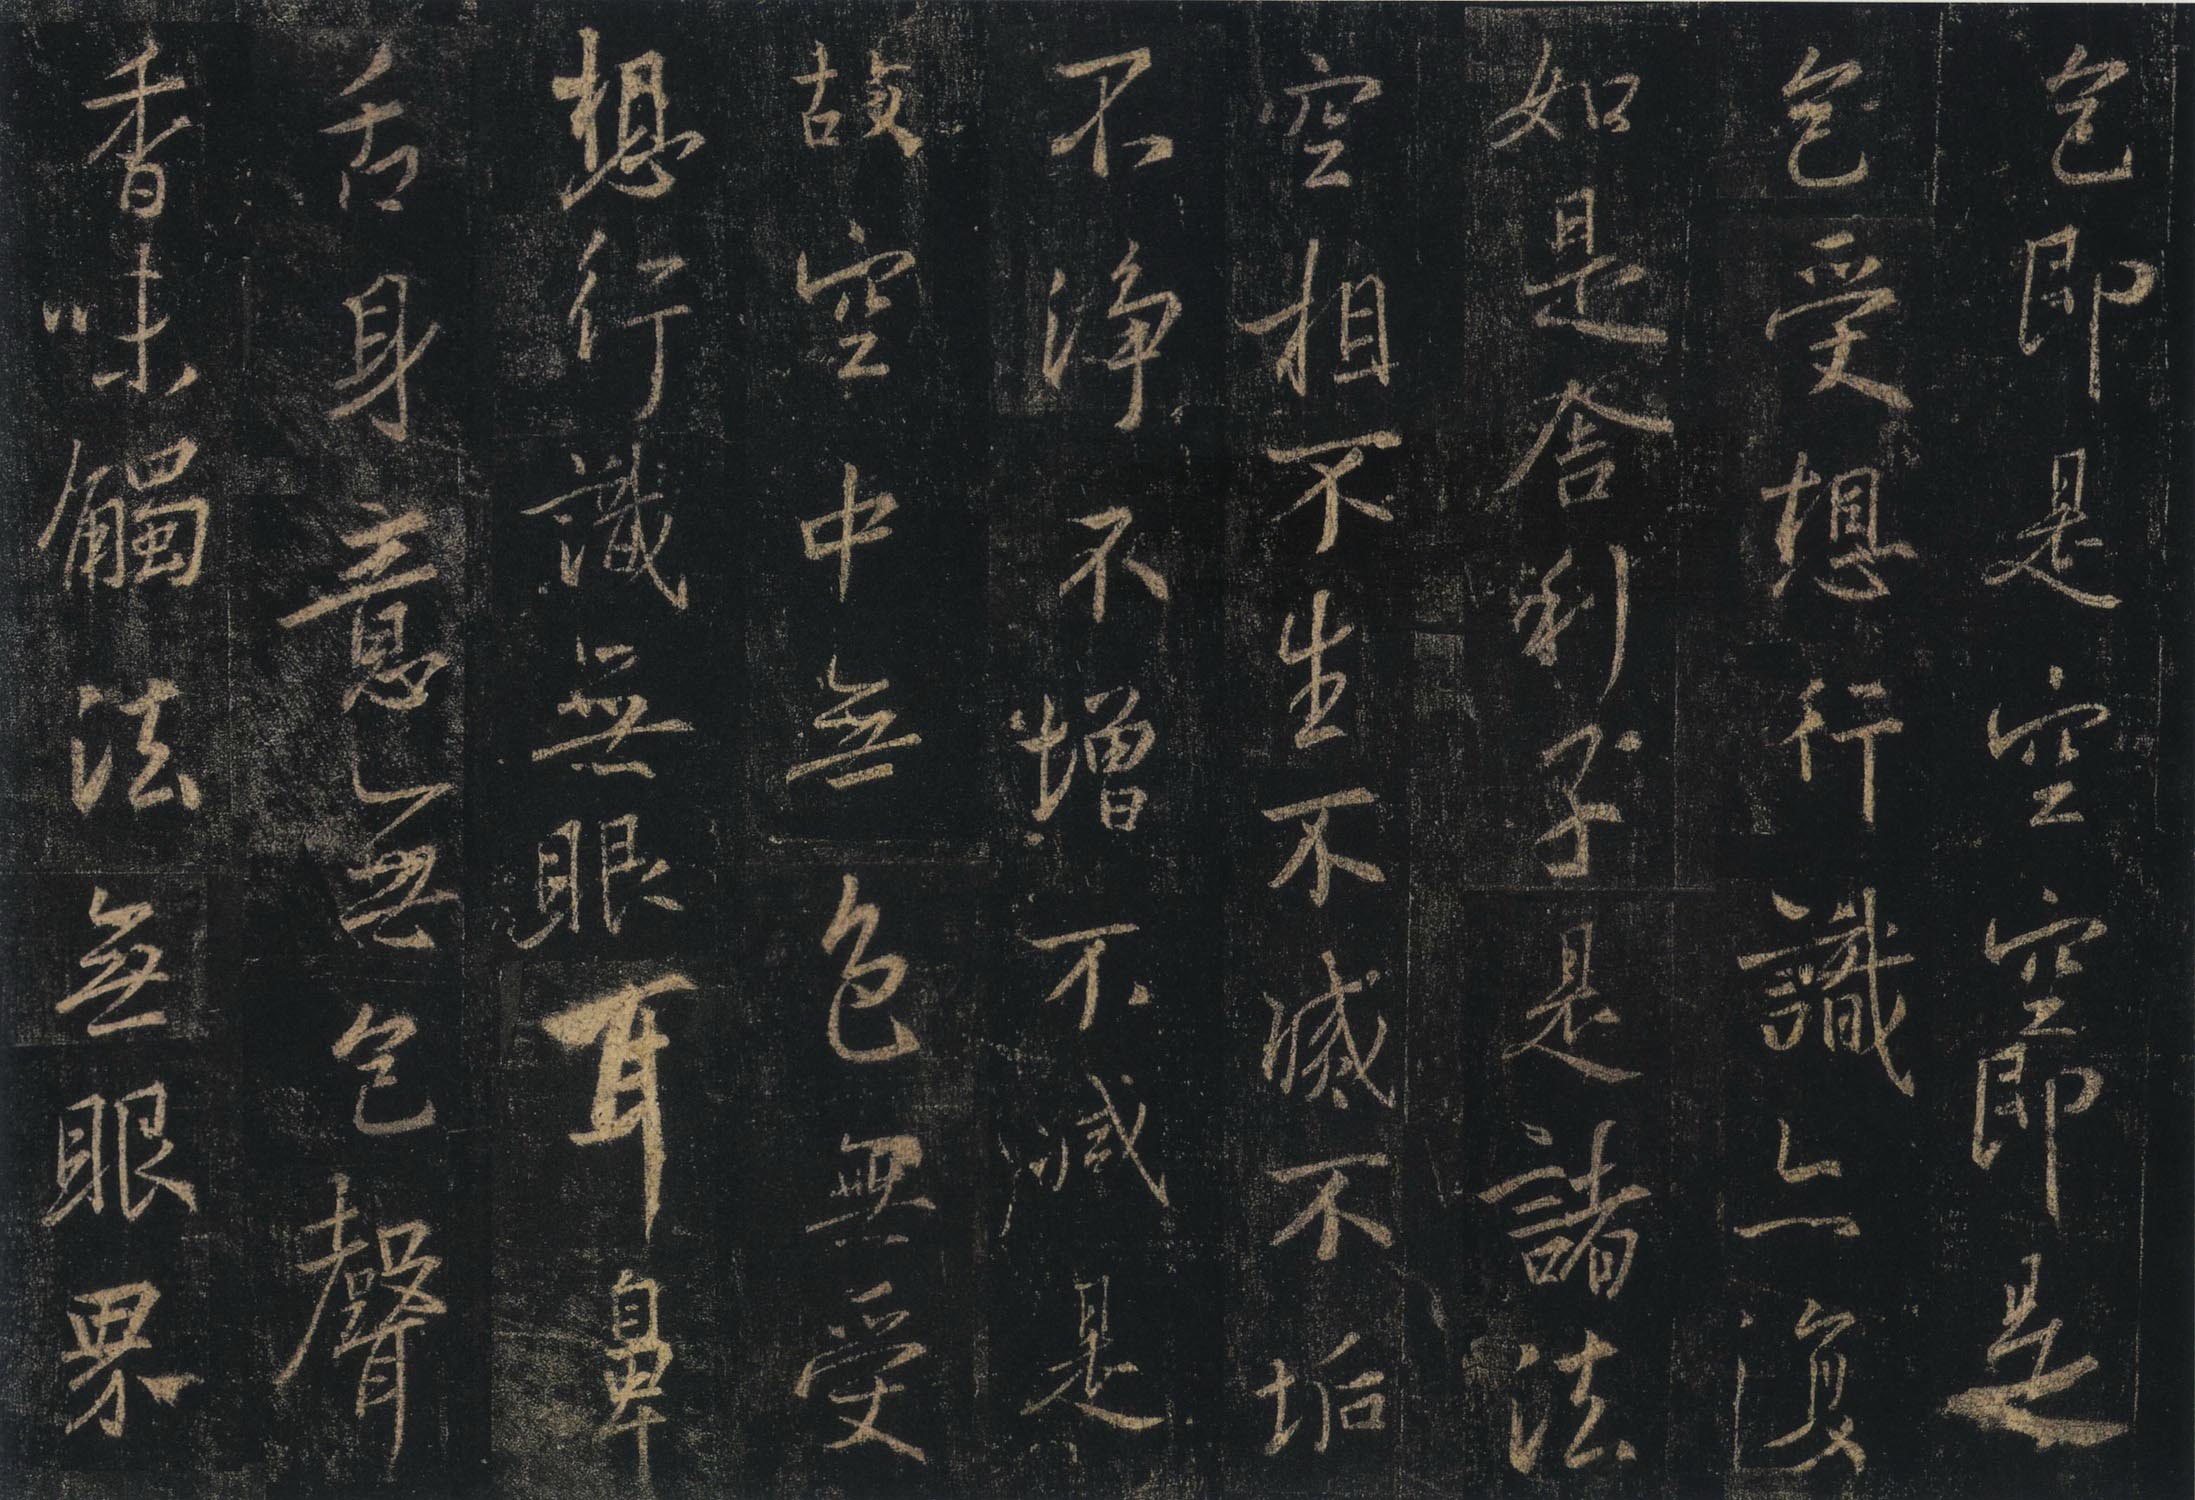 色即是空空即是
色受想行識亦復
如是舍利子是諸法
空相不生不滅不垢
不淨不增不減是
故空中無色無受
想行識無眼耳鼻
舌身意無色聲
香味觸法無眼界